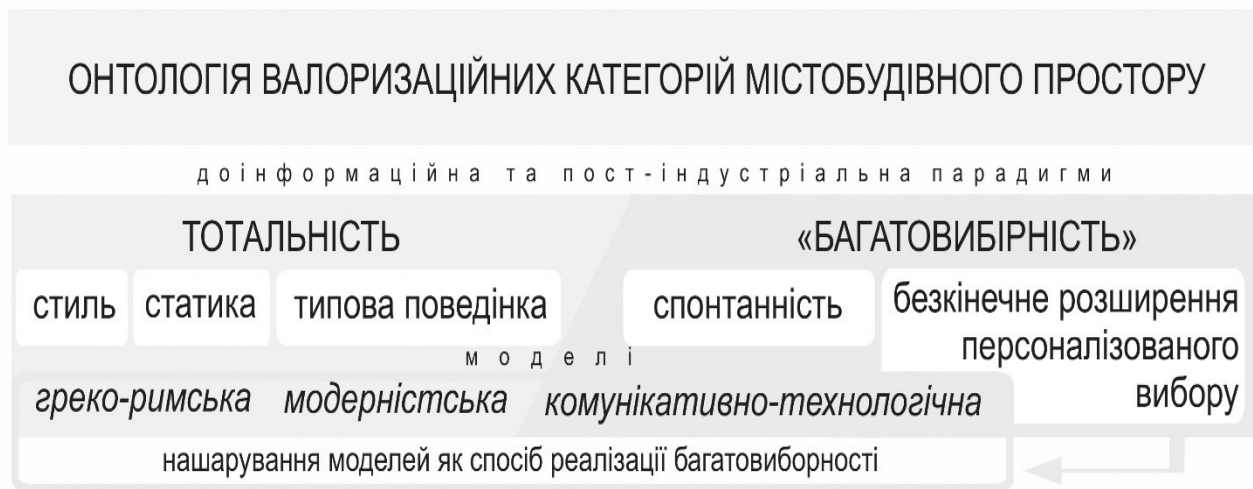 ОНТОЛОГІЯ ВАЛОРИЗАЦІЙНИХ КАТЕГОРІЙ МІСТОБУДІВНОГО ПРОСТОРУ
доінформаційна та пост-індустріальна парадигми
ТОТАЛЬНІСТЬ
«БАГАТОВИБІРНІСТЬ»
стиль
статика
типова поведінка
спонтанність
безкінечне розширення
персоналізованого
вибору
моделі
греко-римська
модерністська
комунікативно-технологічна
нашарування моделей як спосіб реалізації багатовиборності